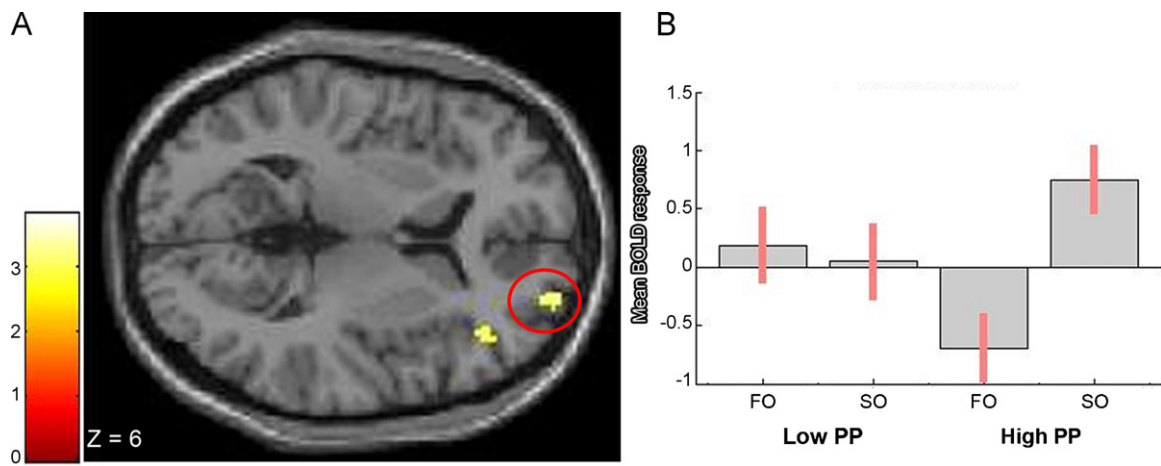 A
3
2
1
0
Z = 6
B
Mean BOLD response
1.5
1
0.5
0
-0.5
-1
FO SO FO SO
Low PP High PP